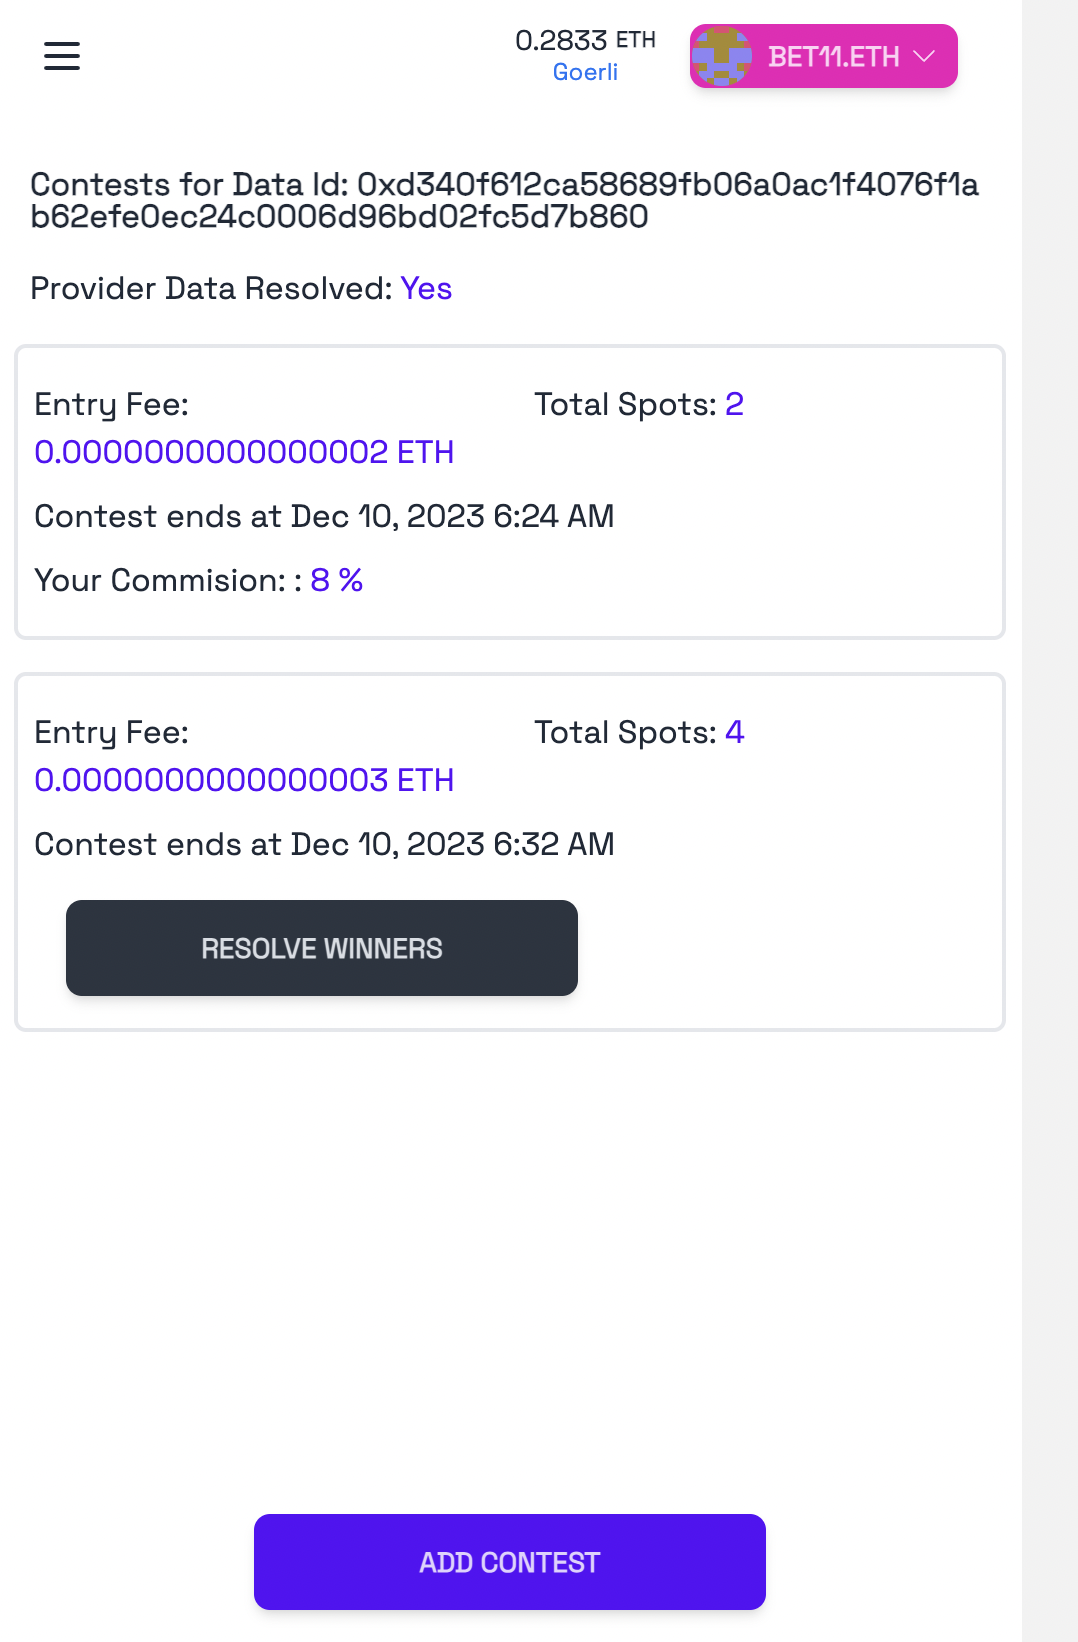 0.2833 ETH
Goerli
BET11.ETH
Contests for Data Id: 0xd340f612ca58689fb06a0ac1f4076f1a
b62efe0ec24c0006d96bd02fc5d7b860
Provider Data Resolved: Yes
Entry Fee:
0.0000000000000002 ETH
Total Spots: 2
Contest ends at Dec 10, 2023 6:24 AM
Your Commision: : 8 %
Entry Fee:
0.0000000000000003 ETH
Total Spots: 4
Contest ends at Dec 10, 2023 6:32 AM
RESOLVE WINNERS
ADD CONTEST